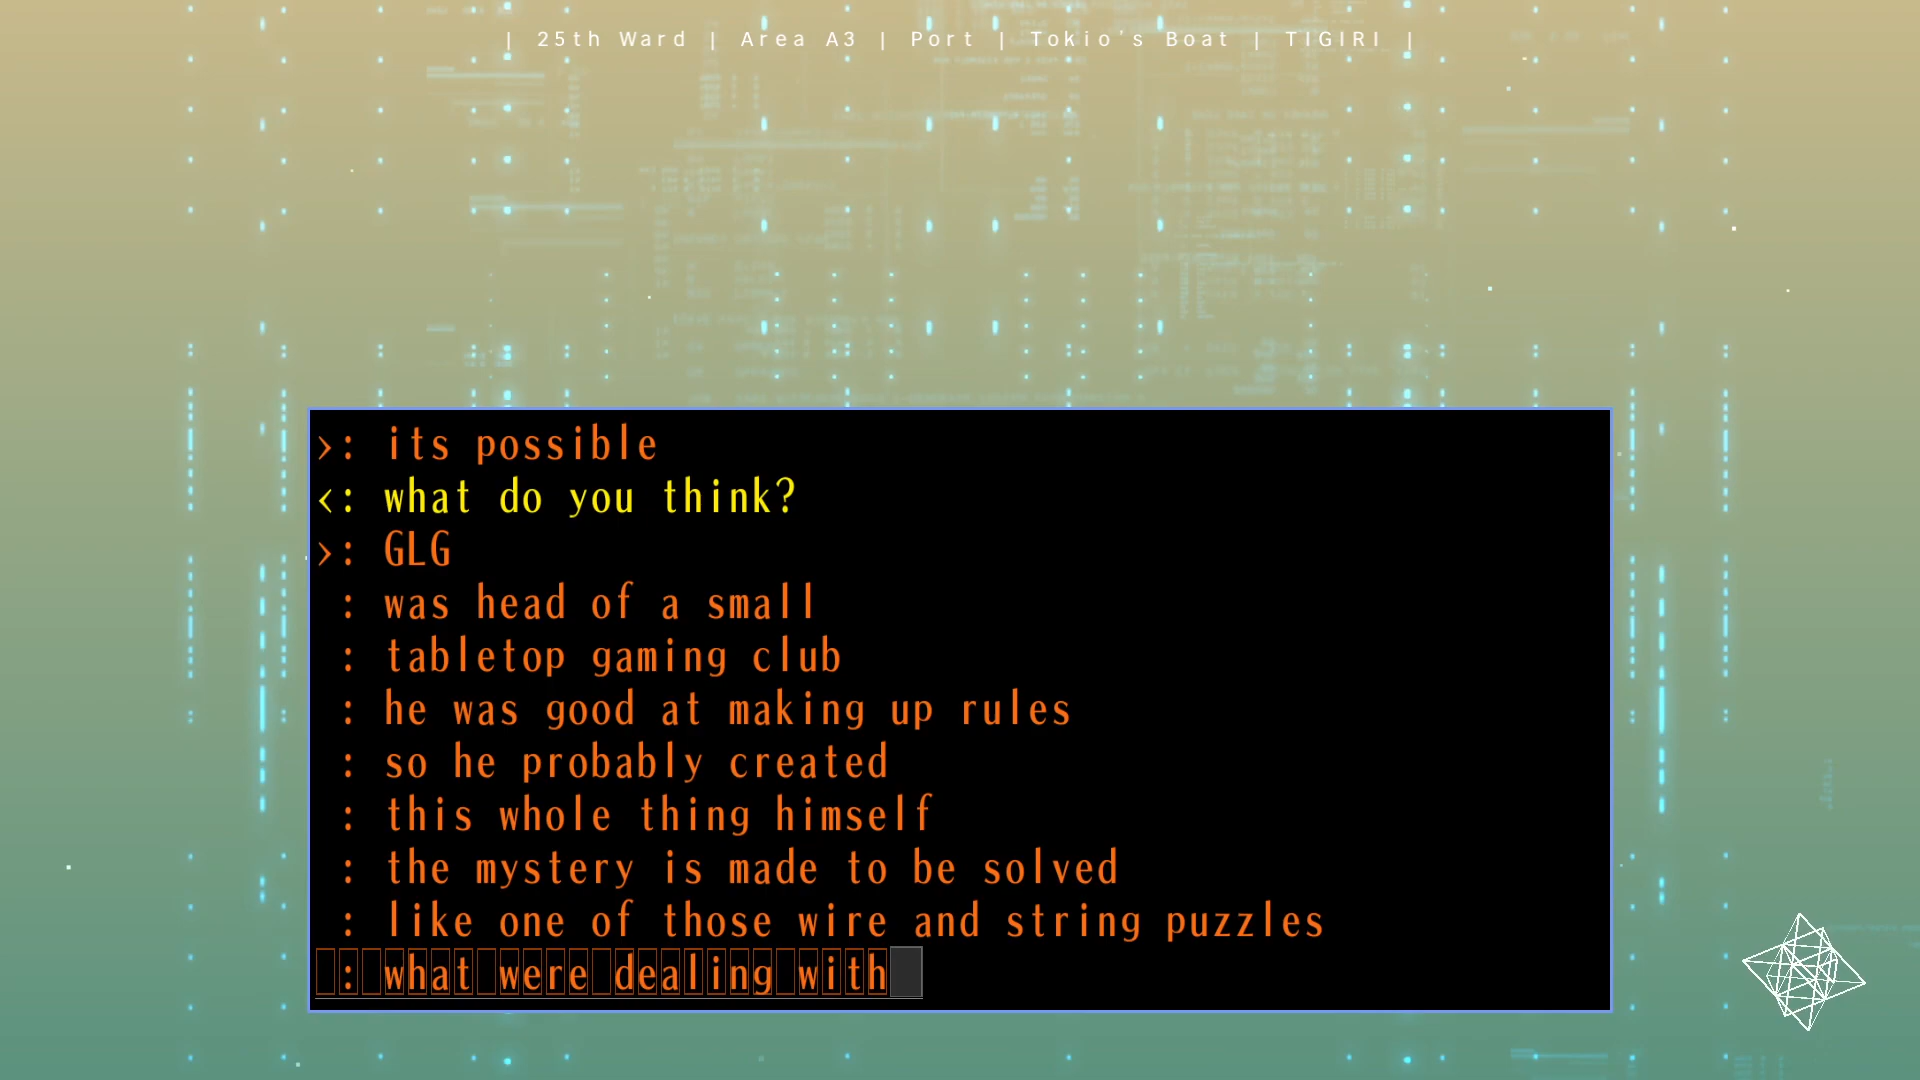 | 25th Ward | Area A3 | Port | Tokio's Boat | TIGIRI |
>: its possible
<: what do you think?
>: GLG
: was head of a small
: tabletop gaming club
: he was good at making up rules
: so he probably created
: this whole thing himself
: the mystery is made to be solved
: like one of those wire and string puzzles
: what were dealing with